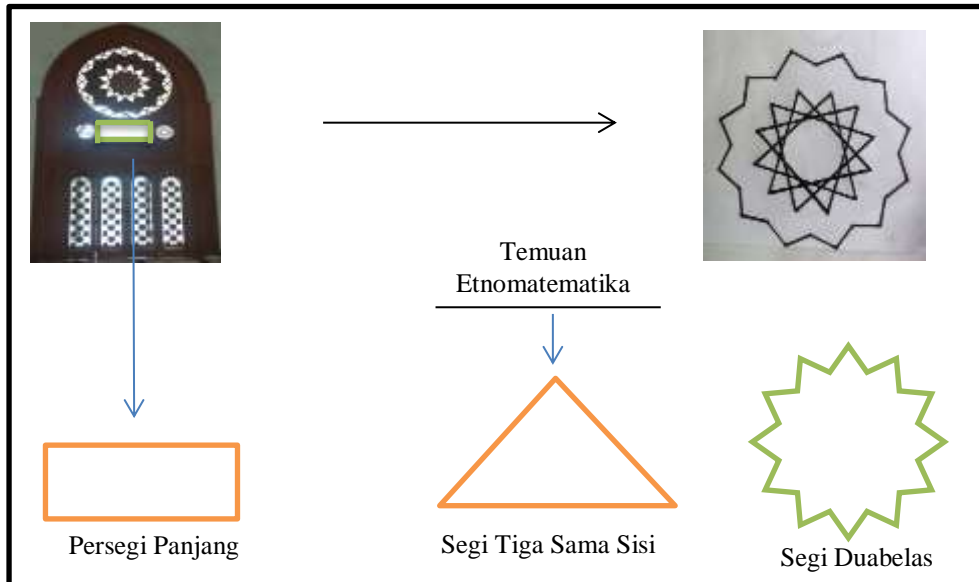 Temuan
Etnomatematika
Persegi Panjang
Segi Tiga Sama Sisi
Segi Duabelas